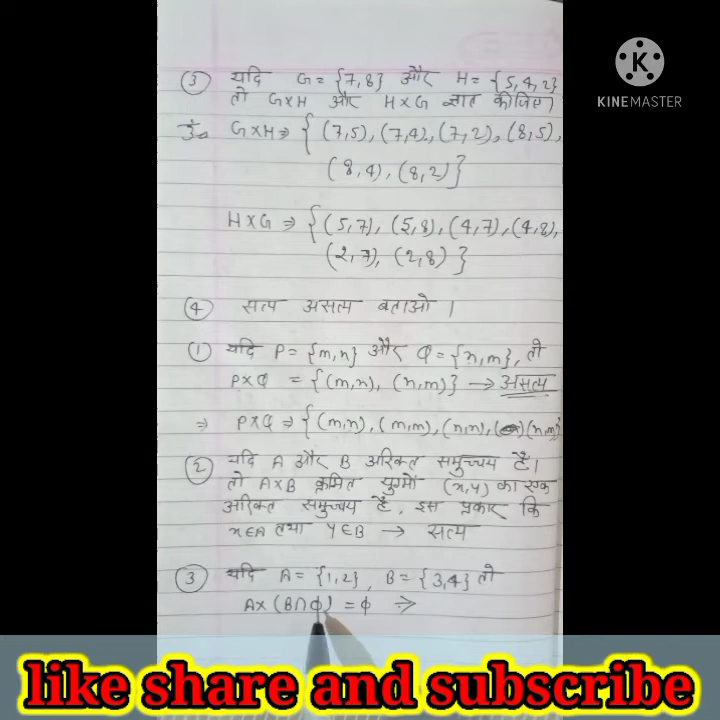 ③ यदि G = {7,8} और H = {5,4,2}
तो G×H और H×G ज्ञात कीजिए।
उ॰ G×H ⇒ { (7,5), (7,4), (7,2), (8,5),
(8,4), (8,2)}
H×G ⇒ { (5,7), (5,8), (4,7), (4,8),
(2,7), (2,8) }
④ सत्य असत्य बताओ।
① यदि P = {m,n} और Q = {n,m}, तो
P×Q = {(m,n), (n,m)} → असत्य
⇒ P×Q ⇒ {(m,n), (m,m), (n,n), (n,m)}
② यदि A और B अरिक्त समुच्चय है।
तो A×B क्रमित युग्मों (x,y) का एक
अरिक्त समुच्चय है, इस प्रकार कि
x∈A तथा y∈B → सत्य
③ यदि A = {1,2}, B = {3,4} तो
A× (B∩ϕ) = ϕ ⇒
KINEMASTER
like share and subscribe